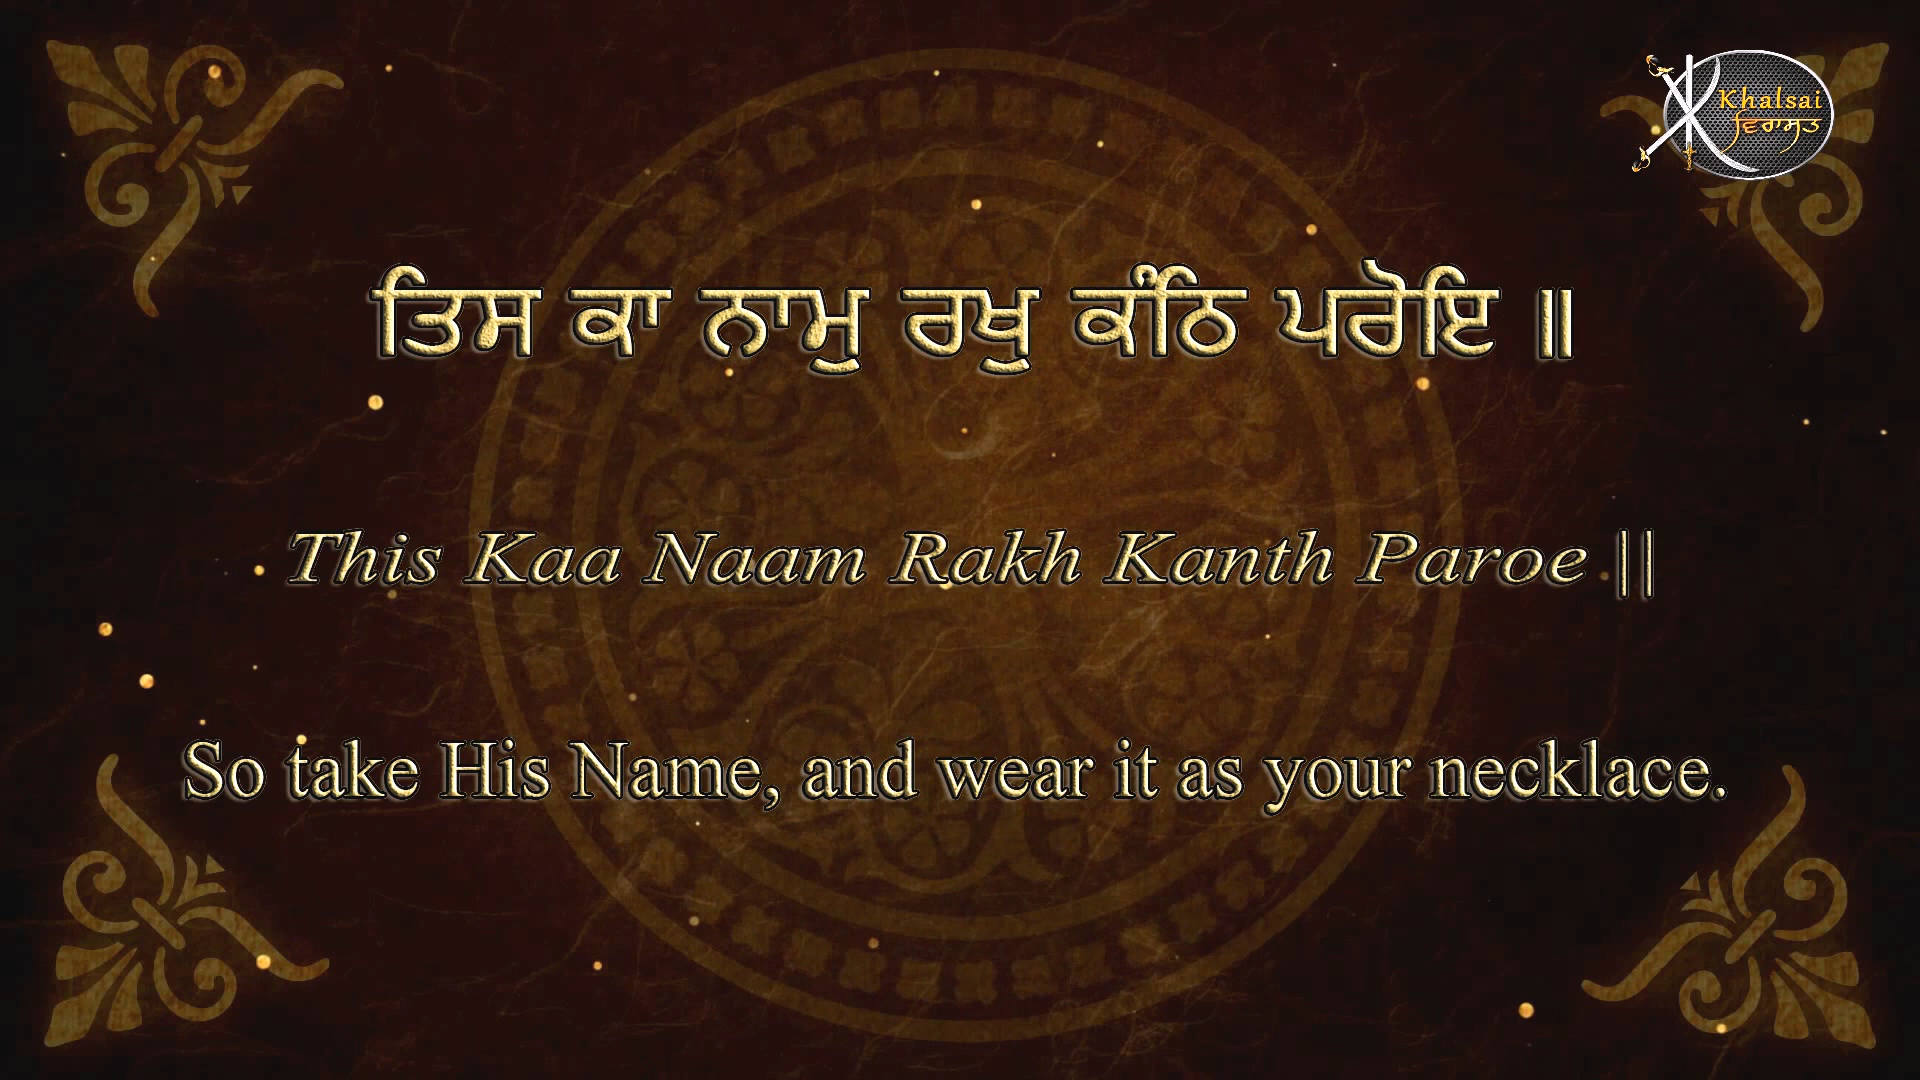 Khalsai
ਵਿਰਾਸਤ
ਤਿਸ ਕਾ ਨਾਮੁ ਰਖੁ ਕੰਠਿ ਪਰੋਇ ॥
This Kaa Naam Rakh Kanth Paroe ||
So take His Name, and wear it as your necklace.